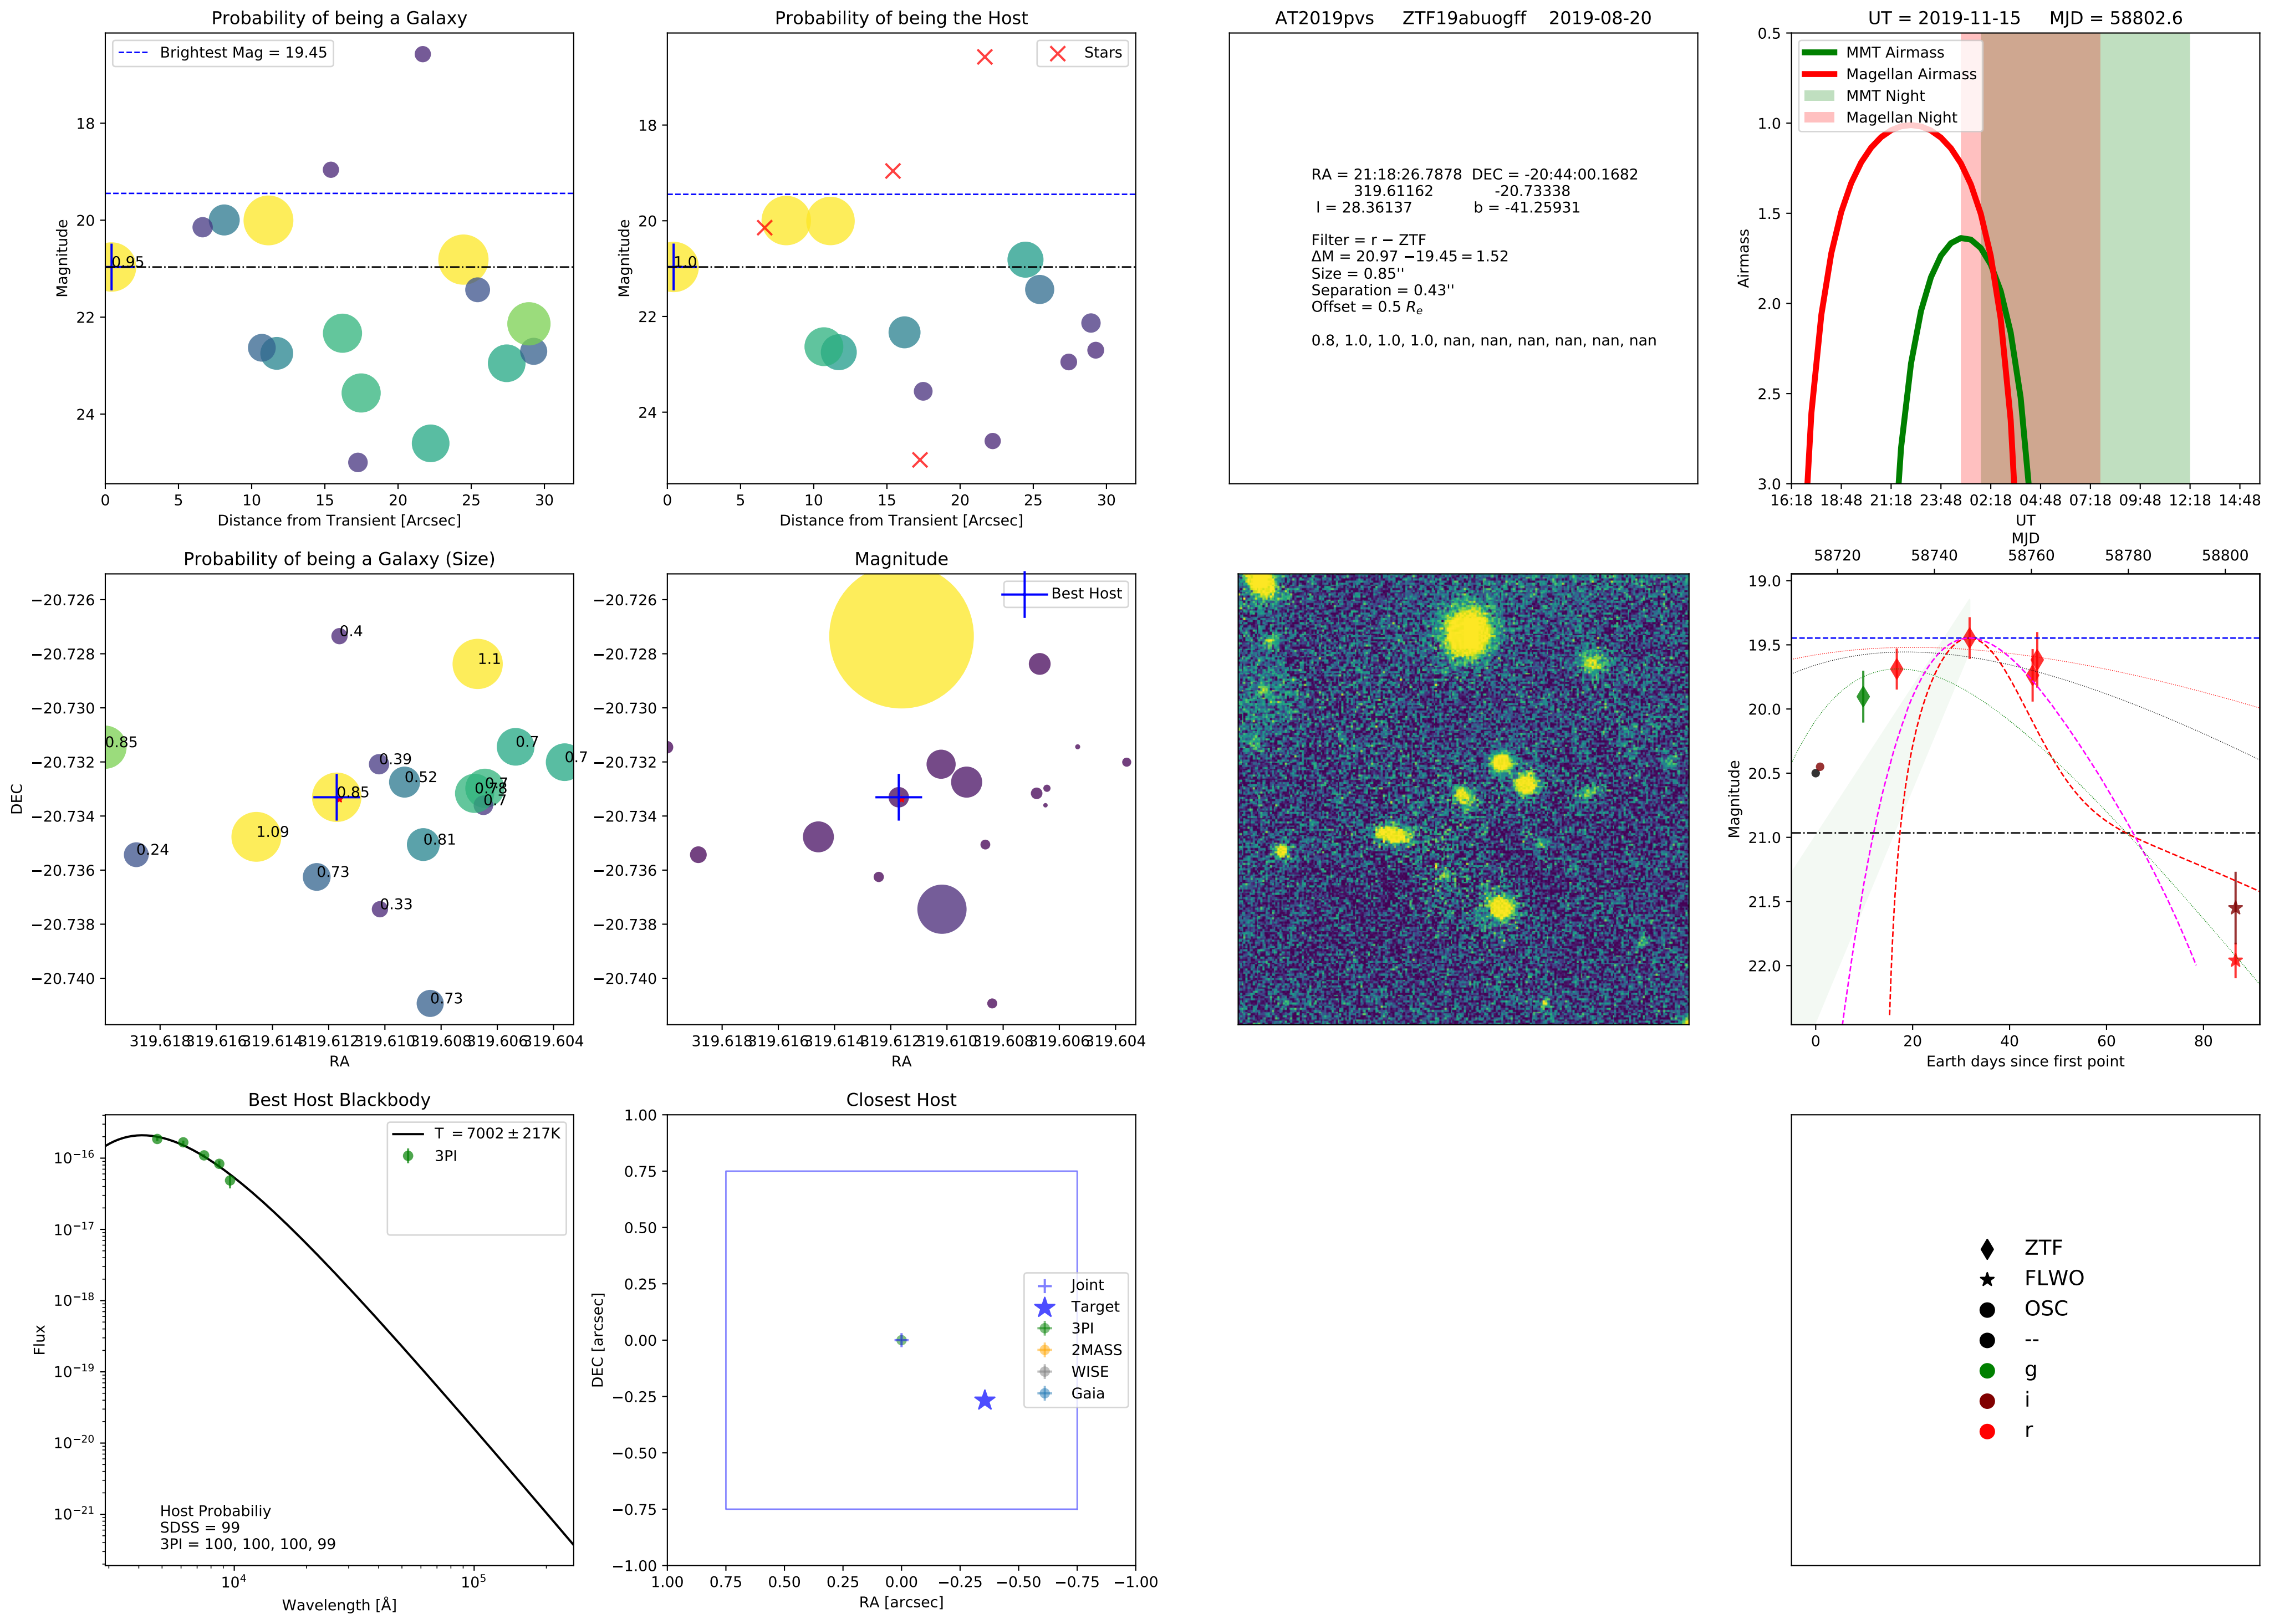 Probability of being a Galaxy
Brightest Mag = 19.45
0.95
18
20
22
24
Magnitude
0 5 10 15 20 25 30
Distance from Transient [Arcsec]
Probability of being the Host
Stars
1.0
18
20
22
24
Magnitude
0 5 10 15 20 25 30
Distance from Transient [Arcsec]
AT2019pvs ZTF19abuogff 2019-08-20
RA = 21:18:26.7878 DEC = -20:44:00.1682
319.61162 -20.73338
l = 28.36137 b = -41.25931
Filter = r − ZTF
ΔM = 20.97 −19.45 = 1.52
Size = 0.85''
Separation = 0.43''
Offset = 0.5 Re
0.8, 1.0, 1.0, 1.0, nan, nan, nan, nan, nan, nan
UT = 2019-11-15 MJD = 58802.6
MMT Airmass
Magellan Airmass
MMT Night
Magellan Night
0.5
1.0
1.5
2.0
2.5
3.0
Airmass
16:18 18:48 21:18 23:48 02:18 04:48 07:18 09:48 12:18 14:48
UT
Probability of being a Galaxy (Size)
−20.726
−20.728
−20.730
−20.732
−20.734
−20.736
−20.738
−20.740
DEC
0.4
1.1
0.85
0.7
0.7
0.39
0.52
0.7
0.78
0.85
0.7
1.09
0.81
0.24
0.73
0.33
0.73
319.618 319.616 319.614 319.612 319.610 319.608 319.606 319.604
RA
Magnitude
Best Host
−20.726
−20.728
−20.730
−20.732
−20.734
−20.736
−20.738
−20.740
319.618 319.616 319.614 319.612 319.610 319.608 319.606 319.604
RA
MJD
58720 58740 58760 58780 58800
19.0
19.5
20.0
20.5
21.0
21.5
22.0
Magnitude
0 20 40 60 80
Earth days since first point
Best Host Blackbody
T = 7002 ± 217K
3PI
10−16
10−17
10−18
10−19
10−20
10−21
Flux
Host Probabiliy
SDSS = 99
3PI = 100, 100, 100, 99
10⁴ 10⁵
Wavelength [Å]
Closest Host
1.00
0.75
0.50
0.25
0.00
−0.25
−0.50
−0.75
−1.00
DEC [arcsec]
Joint
Target
3PI
2MASS
WISE
Gaia
1.00 0.75 0.50 0.25 0.00 −0.25 −0.50 −0.75 −1.00
RA [arcsec]
ZTF
FLWO
OSC
--
g
i
r